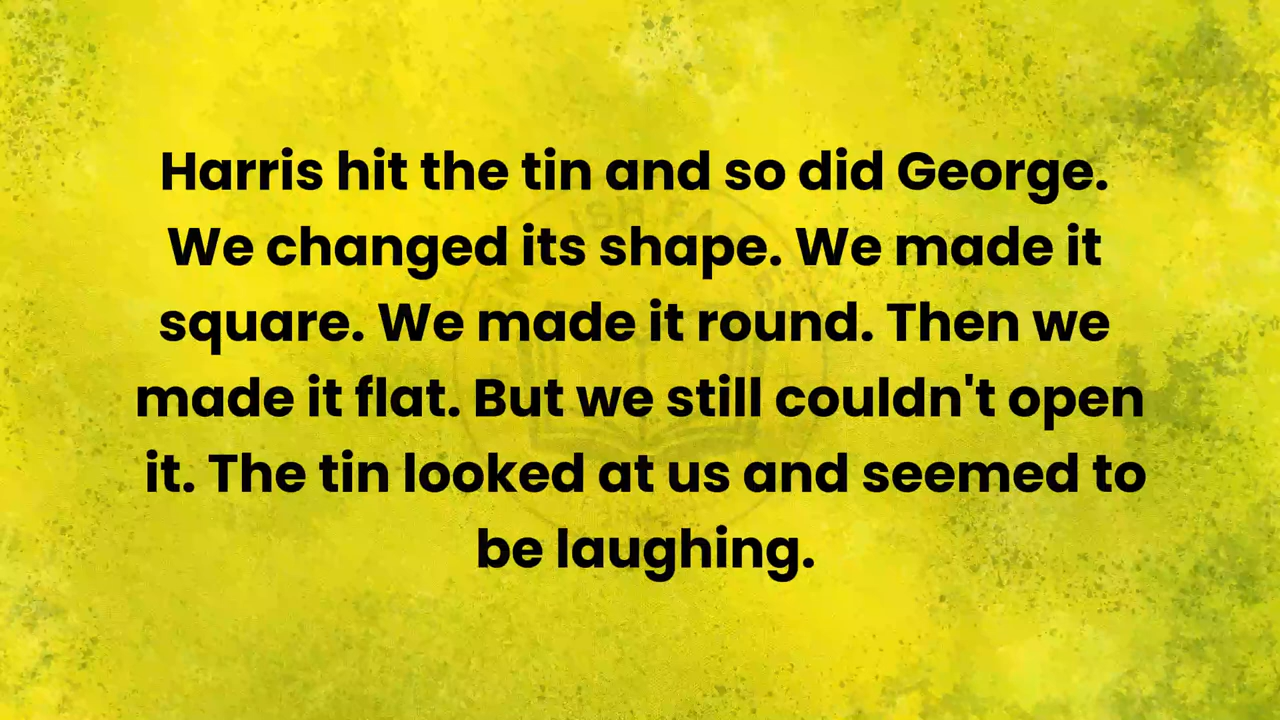 Harris hit the tin and so did George.
We changed its shape. We made it
square. We made it round. Then we
made it flat. But we still couldn't open
it. The tin looked at us and seemed to
be laughing.